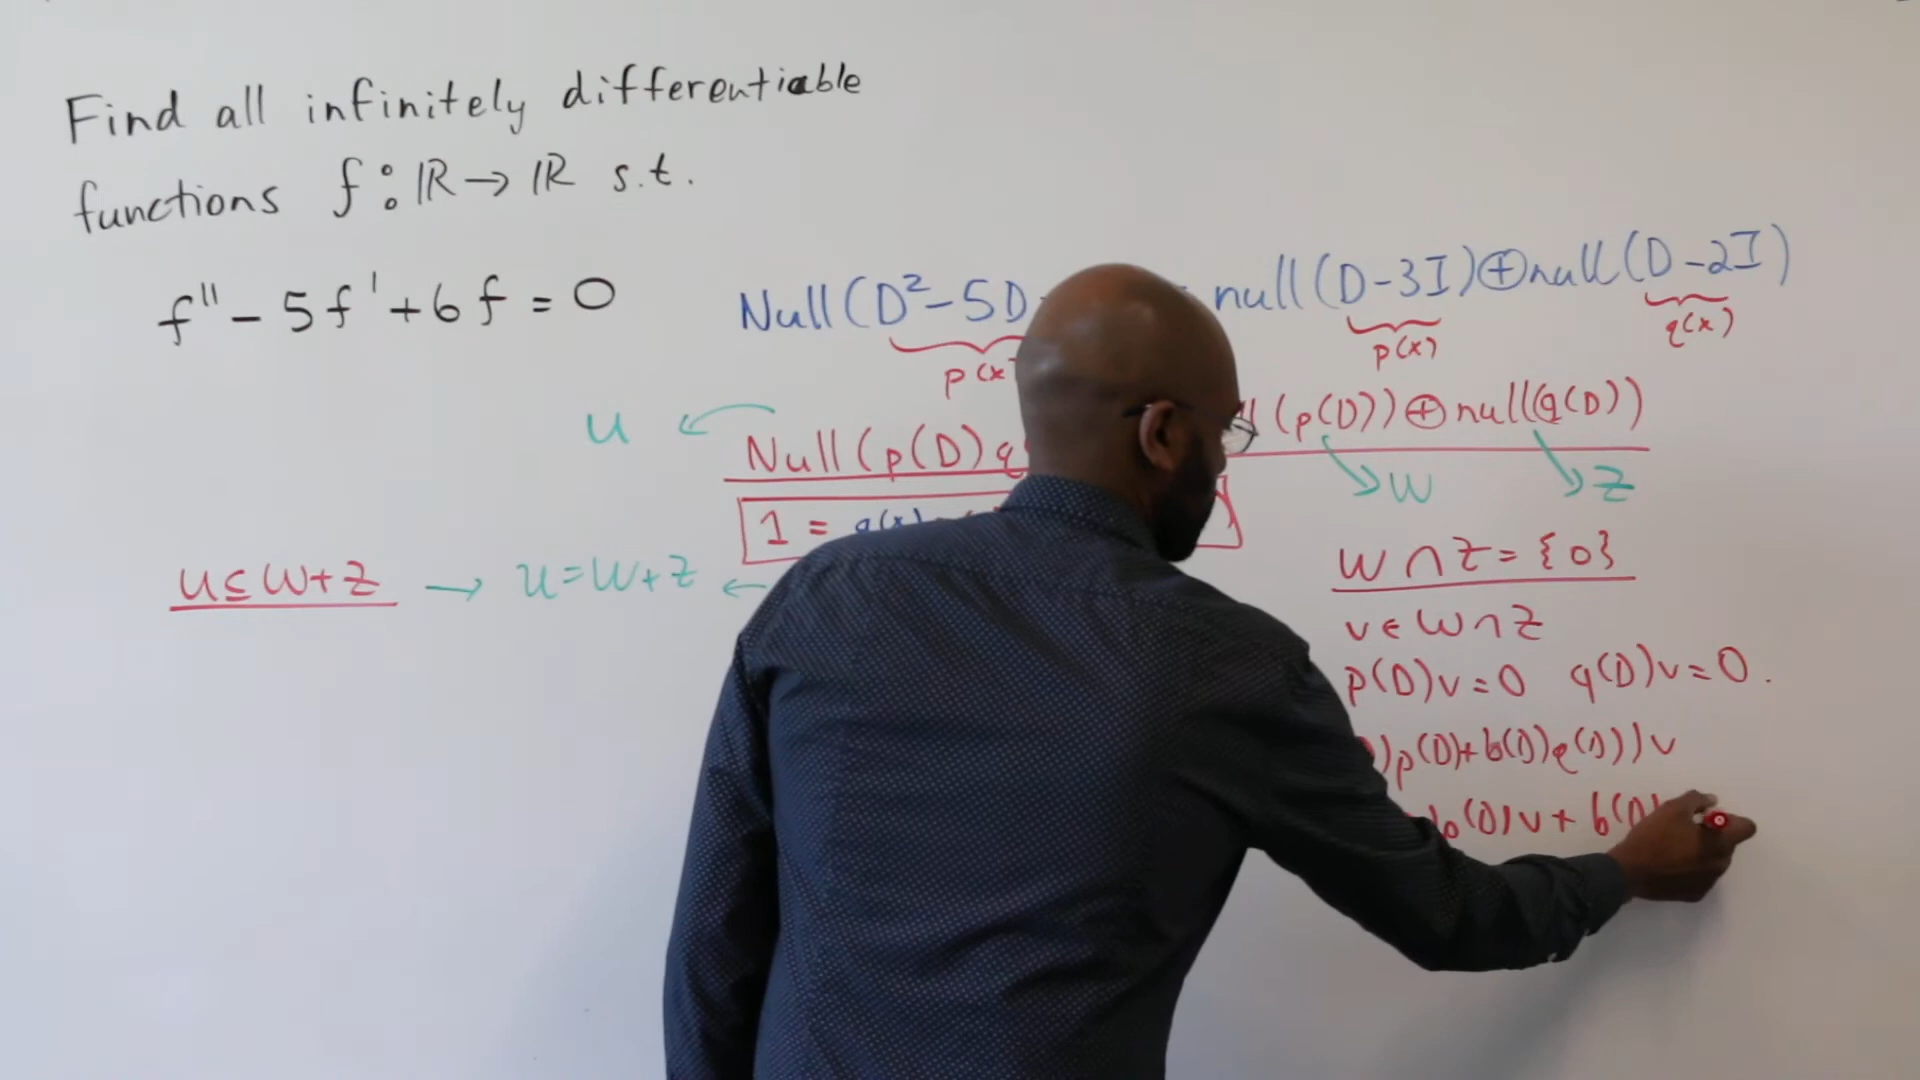 Find all infinitely differentiable
functions f: ℝ → ℝ s.t.
f'' - 5f' + 6f = 0
Null(D² - 5D
null(D-3I)⊕null(D-2I)
p(x
p(x)
q(x)
U ←
Null(p(D)q
(p(D))⊕null(q(D))
W
Z
1 =
U ⊆ W+Z → U = W+Z ←
W ∩ Z = {0}
v ∈ W ∩ Z
p(D)v = 0 q(D)v = 0.
)p(D)+b(D)q(D))v
p(D)v + b(D)